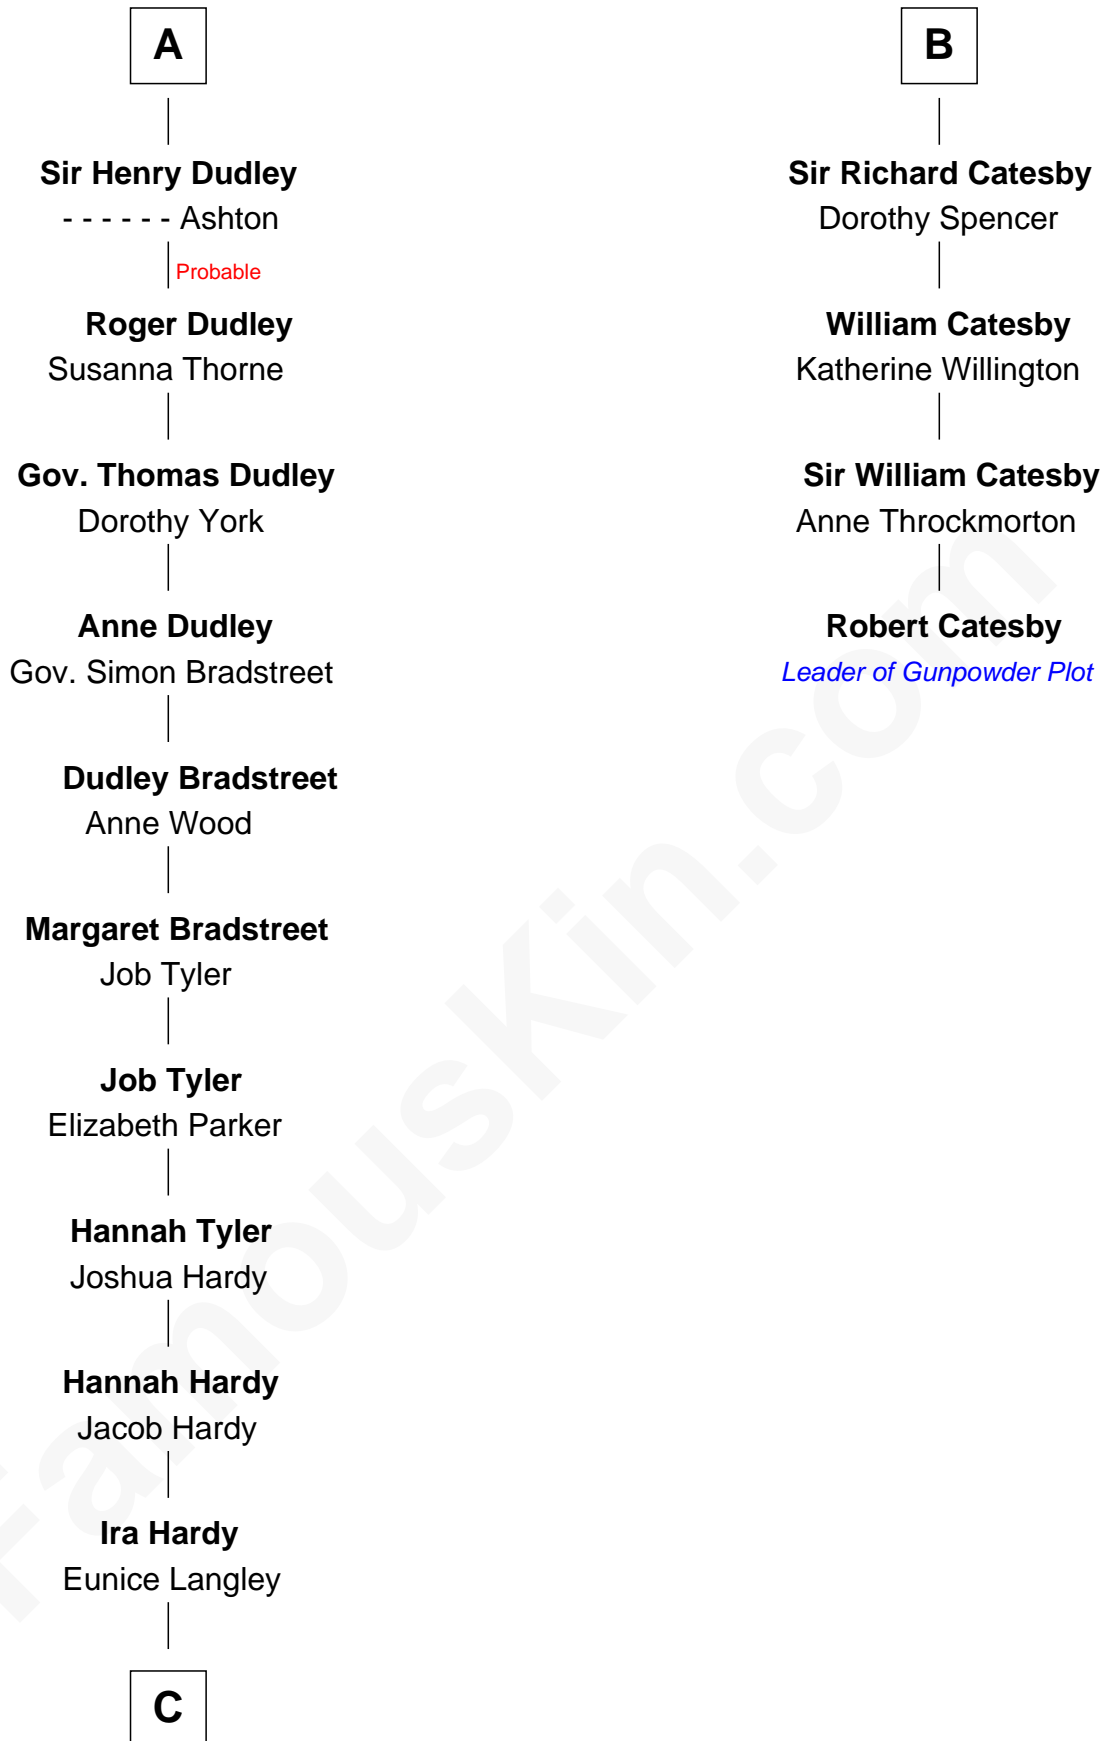 A
Sir Henry Dudley
- - - - - - Ashton
Probable
Roger Dudley
Susanna Thorne
Gov. Thomas Dudley
Dorothy York
Anne Dudley
Gov. Simon Bradstreet
Dudley Bradstreet
Anne Wood
Margaret Bradstreet
Job Tyler
Job Tyler
Elizabeth Parker
Hannah Tyler
Joshua Hardy
Hannah Hardy
Jacob Hardy
Ira Hardy
Eunice Langley
C
B
Sir Richard Catesby
Dorothy Spencer
William Catesby
Katherine Willington
Sir William Catesby
Anne Throckmorton
Robert Catesby
Leader of Gunpowder Plot
FamousKin.com